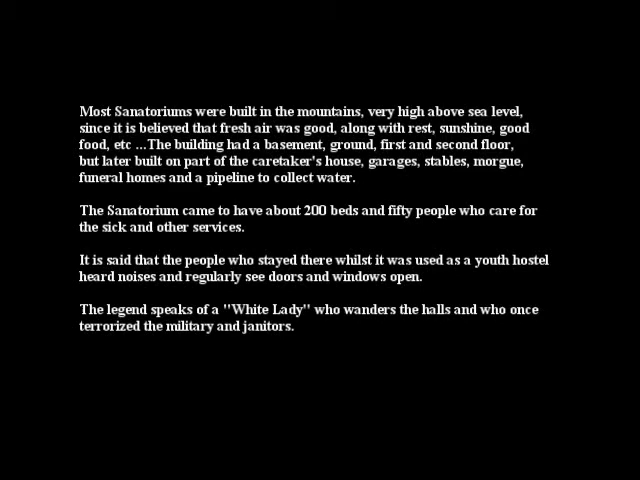 Most Sanatoriums were built in the mountains, very high above sea level,
since it is believed that fresh air was good, along with rest, sunshine, good
food, etc ...The building had a basement, ground, first and second floor,
but later built on part of the caretaker's house, garages, stables, morgue,
funeral homes and a pipeline to collect water.
The Sanatorium came to have about 200 beds and fifty people who care for
the sick and other services.
It is said that the people who stayed there whilst it was used as a youth hostel
heard noises and regularly see doors and windows open.
The legend speaks of a "White Lady" who wanders the halls and who once
terrorized the military and janitors.